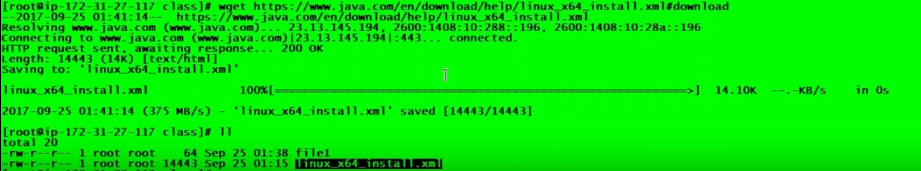 [root@ip-172-31-27-117 class]# wget https://www.java.com/en/download/help/linux_x64_install.xml#download
--2017-09-25 01:41:14--  https://www.java.com/en/download/help/linux_x64_install.xml
Resolving www.java.com (www.java.com)... 23.13.145.194, 2600:1408:10:288::196, 2600:1408:10:28a::196
Connecting to www.java.com (www.java.com)|23.13.145.194|:443... connected.
HTTP request sent, awaiting response... 200 OK
Length: 14443 (14K) [text/html]
Saving to: 'linux_x64_install.xml'
linux_x64_install.xml 100%[=================================================>] 14.10K --.-KB/s in 0s
2017-09-25 01:41:14 (375 MB/s) - 'linux_x64_install.xml' saved [14443/14443]
[root@ip-172-31-27-117 class]# ll
total 20
-rw-r--r-- 1 root root    64 Sep 25 01:38 file1
-rw-r--r-- 1 root root 14443 Sep 25 01:15 linux_x64_install.xml